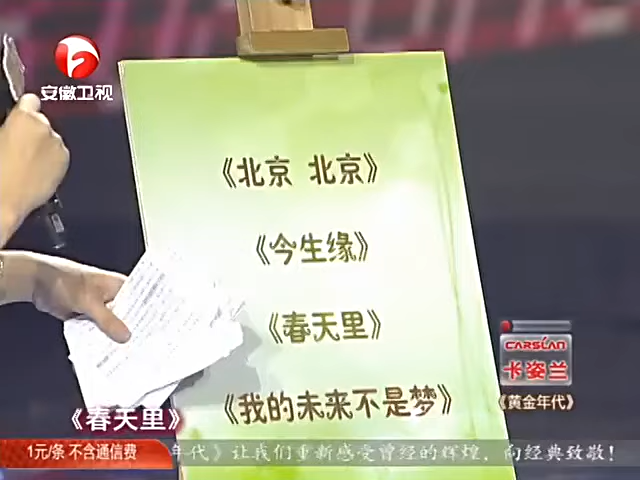 安徽卫视
《北京 北京》
《今生缘》
《春天里》
《我的未来不是梦》
CARSLAN
卡姿兰
《黄金年代》
《春天里》
1元/条 不含通信费
年代》让我们重新感受曾经的辉煌，向经典致敬！